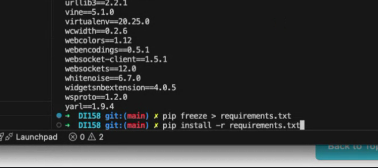 urllib3==2.2.1
vine==5.1.0
virtualenv==20.25.0
wcwidth==0.2.6
webcolors==1.12
webencodings==0.5.1
websocket-client==1.5.1
websockets==12.0
whitenoise==6.7.0
widgetsnbextension==4.0.5
wsproto==1.2.0
yarl==1.9.4
➜ DI158 git:(main) ✗ pip freeze > requirements.txt
➜ DI158 git:(main) ✗ pip install -r requirements.txt
Launchpad 0 2
Back to Top